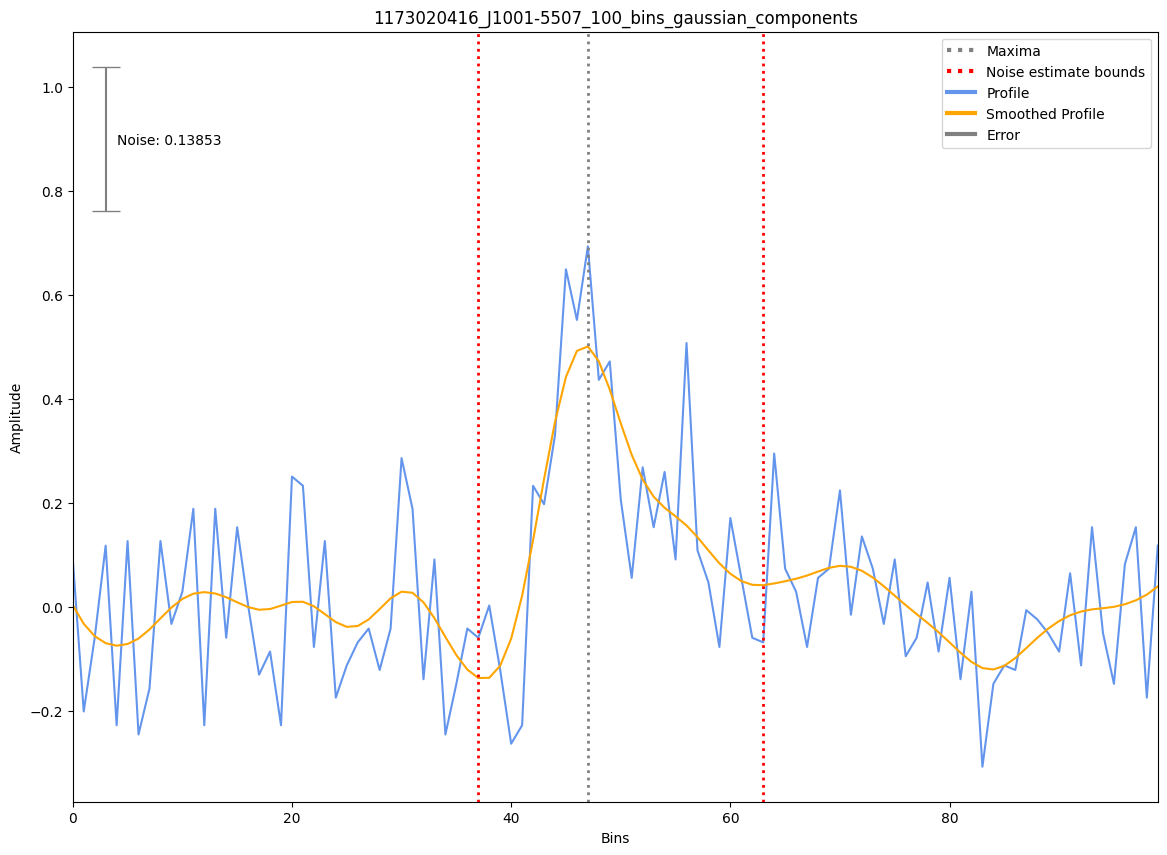 1173020416_J1001-5507_100_bins_gaussian_components
Maxima
Noise estimate bounds
Profile
Smoothed Profile
Error
Noise: 0.13853
1.0
0.8
0.6
0.4
0.2
0.0
−0.2
Amplitude
0
20
40
60
80
Bins